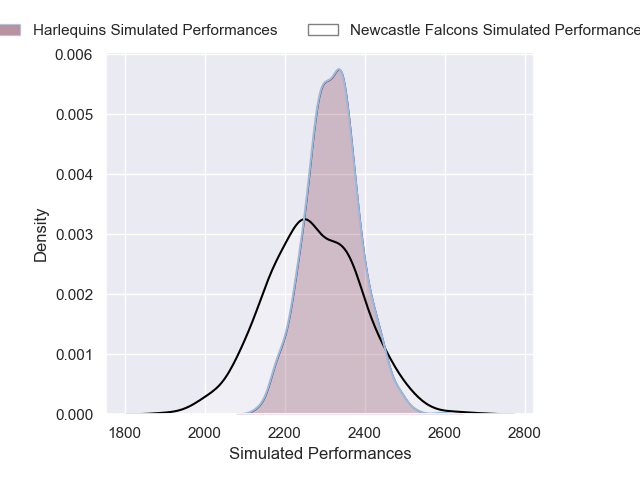 Harlequins Simulated Performances
Newcastle Falcons Simulated Performance
0.006
0.005
0.004
0.003
0.002
0.001
0.000
Density
1800 2000 2200 2400 2600 2800
Simulated Performances